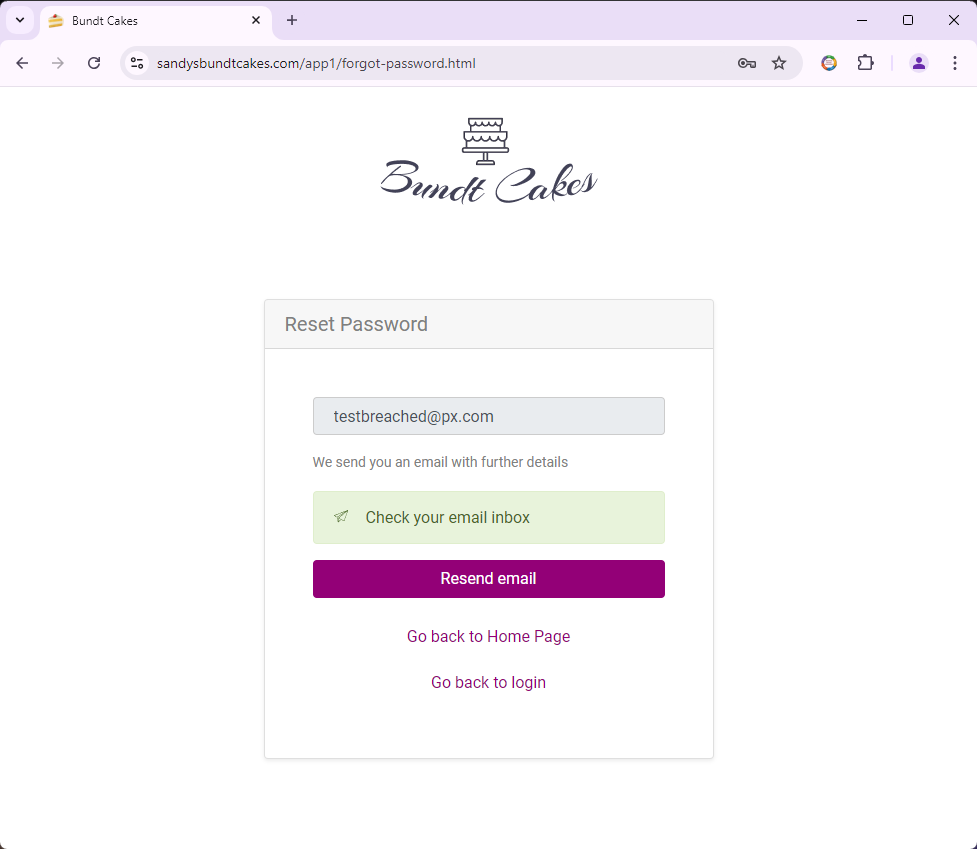 Bundt Cakes
sandysbundtcakes.com/app1/forgot-password.html
Bundt Cakes
Reset Password
testbreached@px.com
We send you an email with further details
Check your email inbox
Resend email
Go back to Home Page
Go back to login